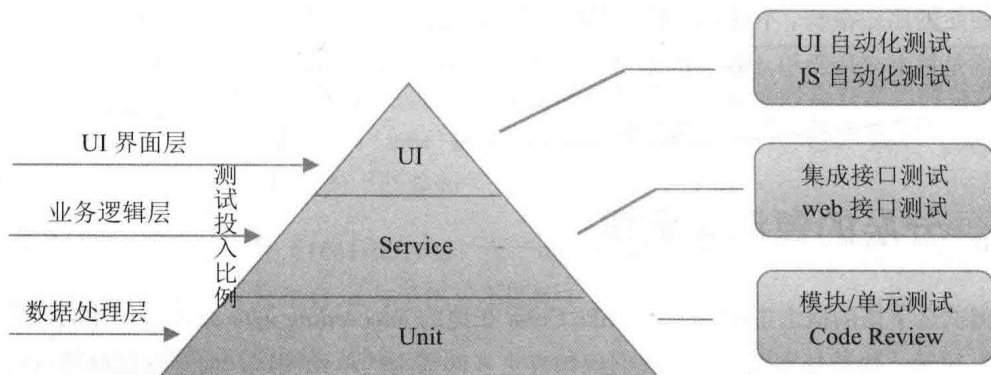 UI 自动化测试
JS 自动化测试
UI 界面层
UI
测试投入比例
集成接口测试
web 接口测试
业务逻辑层
Service
数据处理层
模块/单元测试
Code Review
Unit